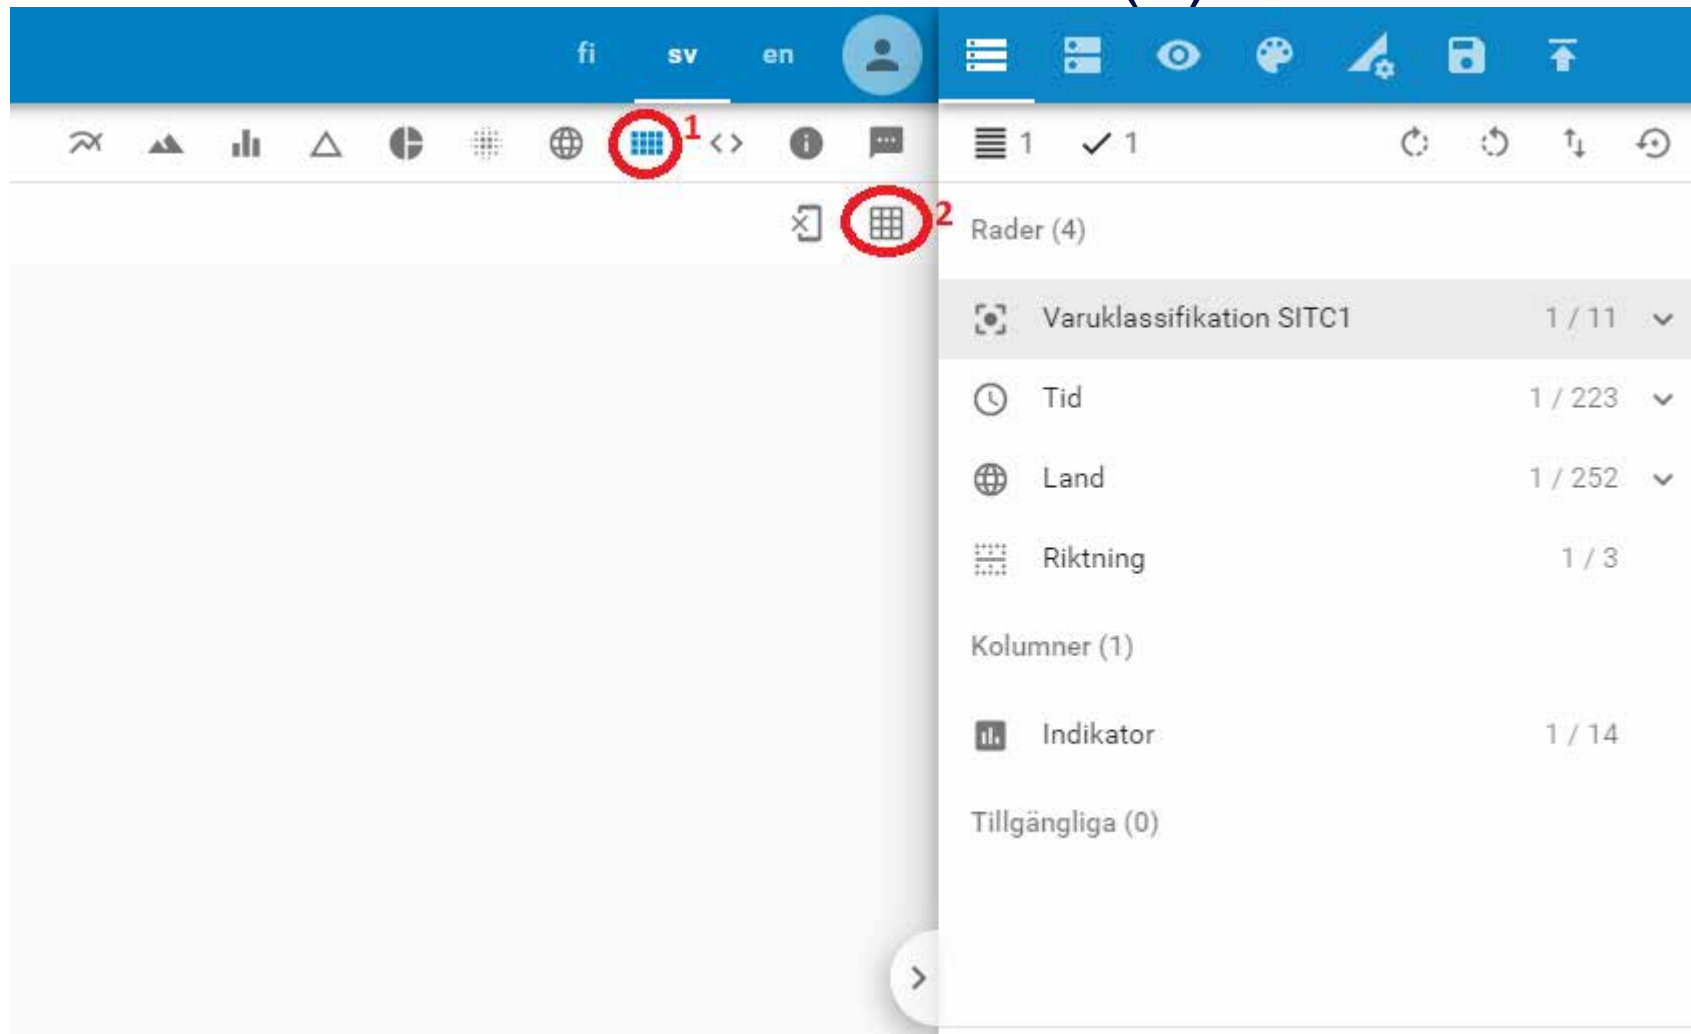 fi sv en
1
1 1
2
Rader (4)
Varuklassifikation SITC1 1 / 11
Tid 1 / 223
Land 1 / 252
Riktning 1 / 3
Kolumner (1)
Indikator 1 / 14
Tillgängliga (0)